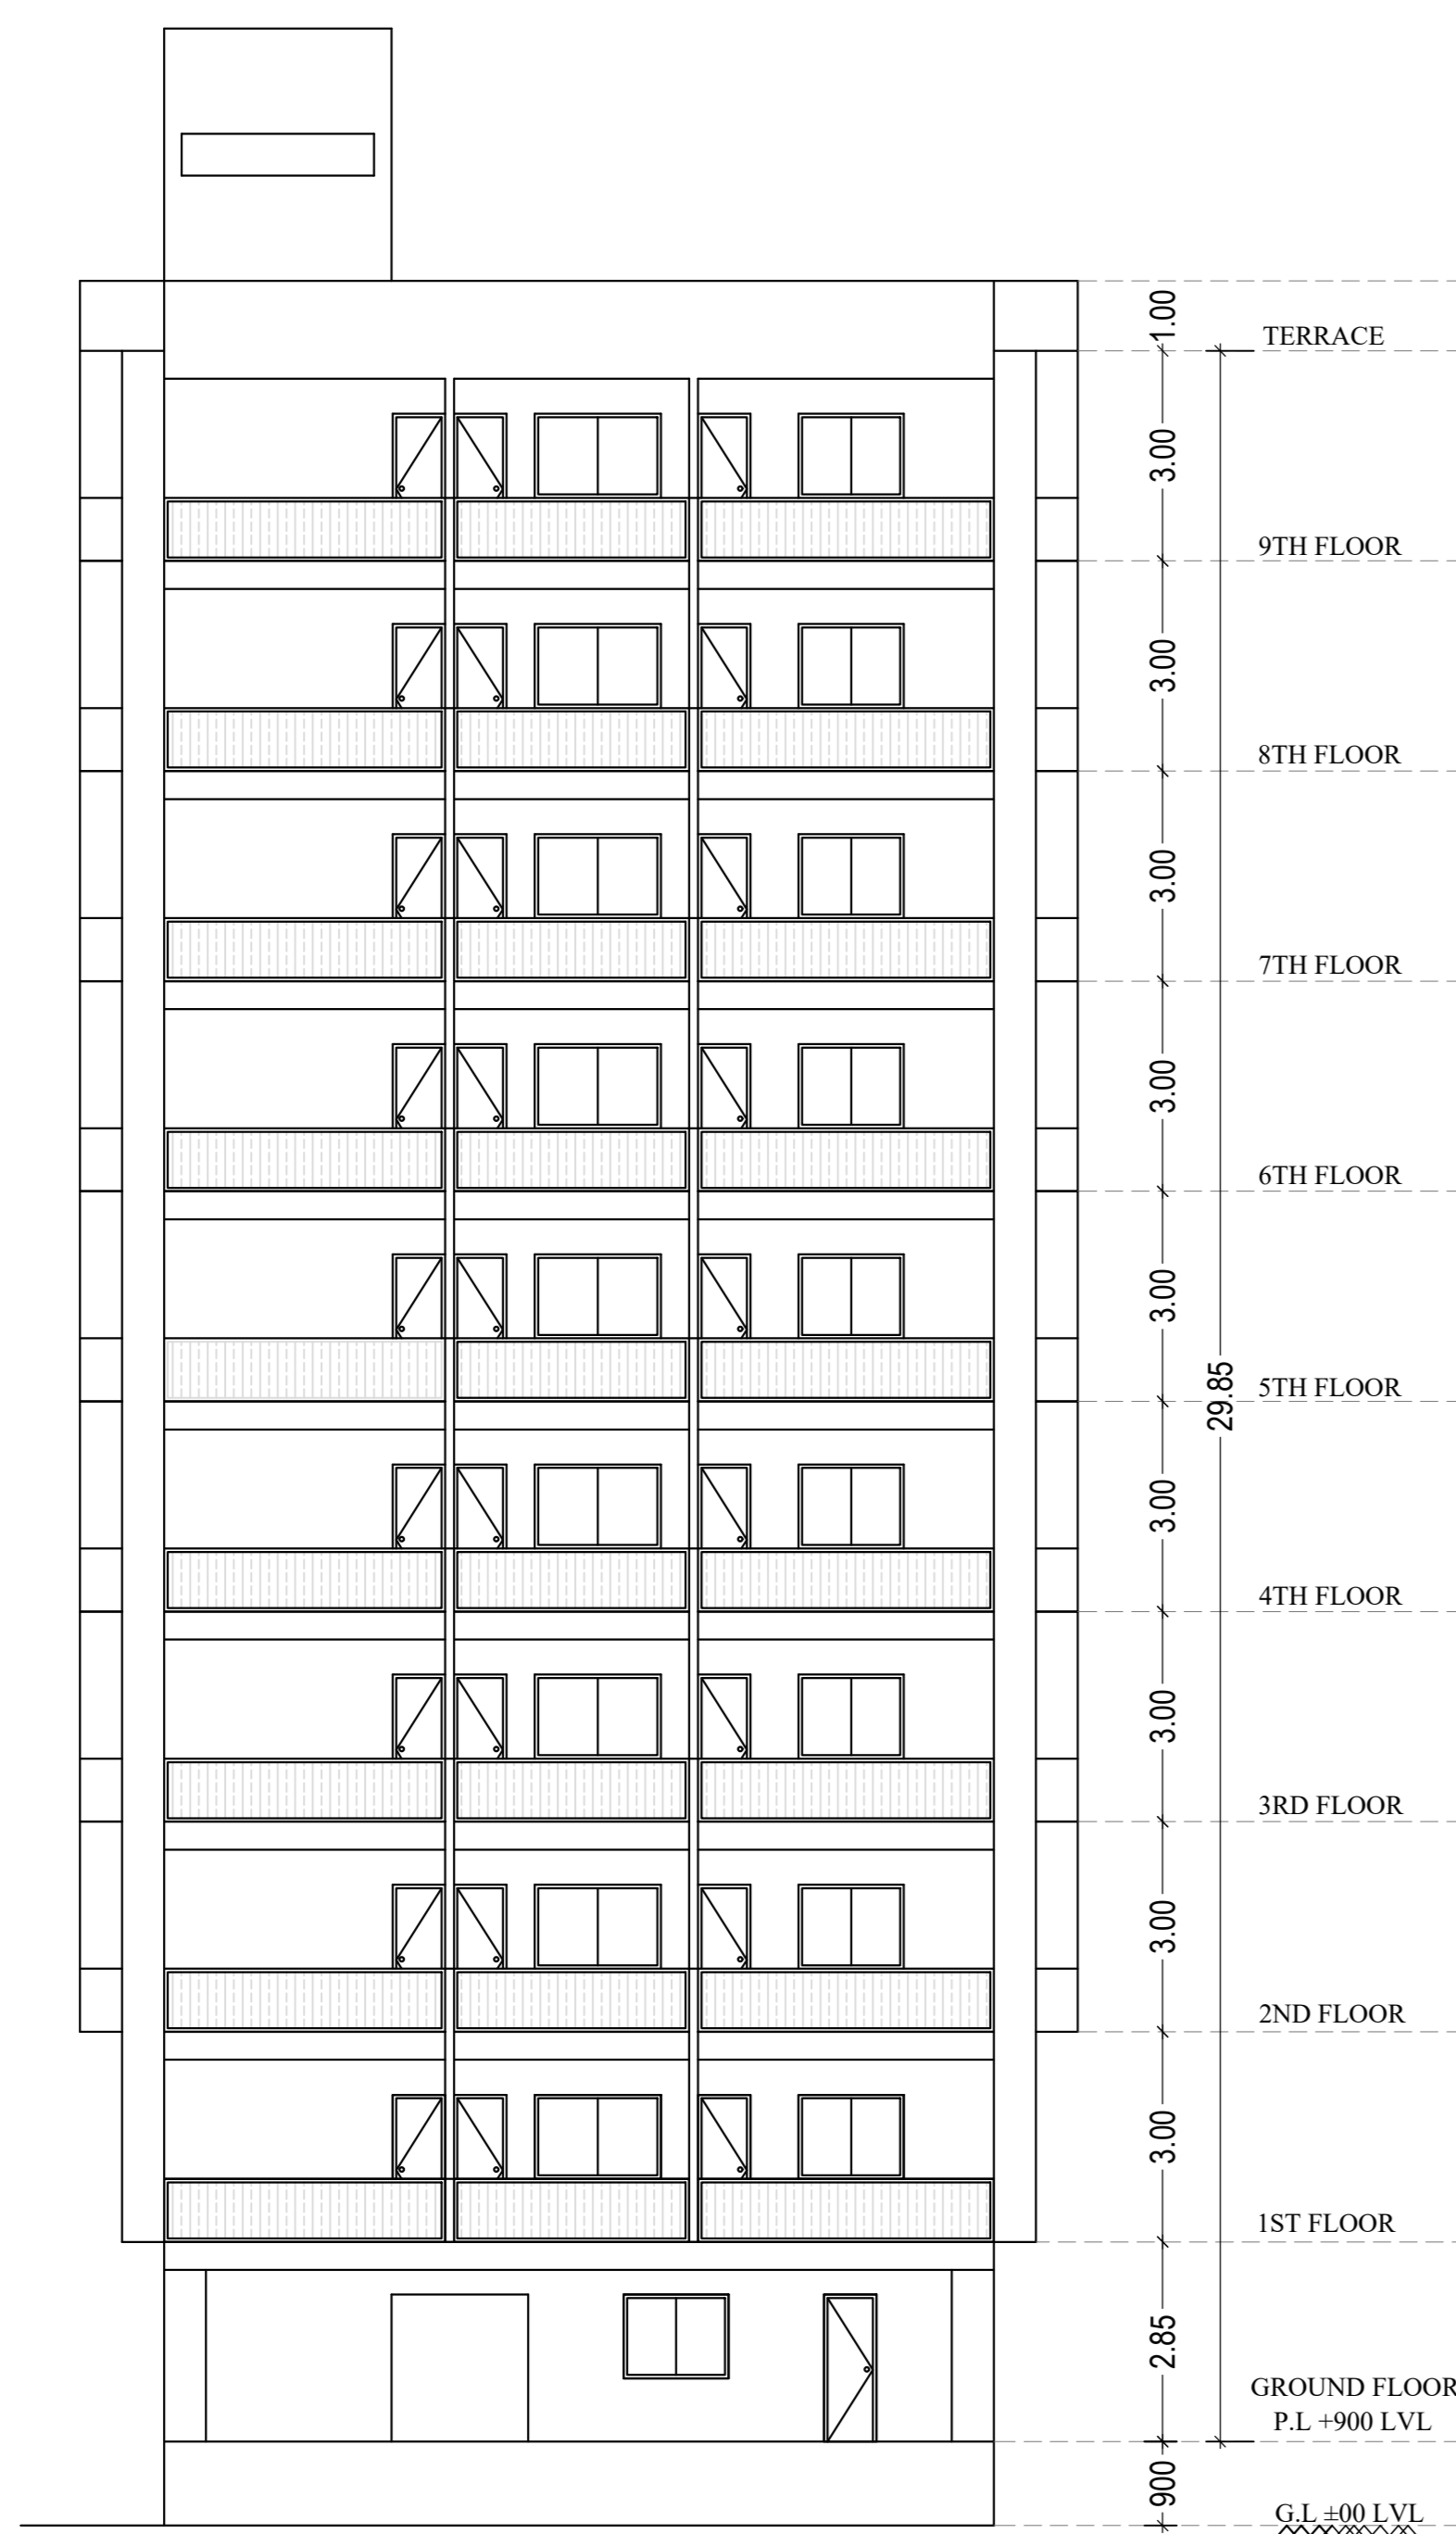 1.00
TERRACE
3.00
9TH FLOOR
3.00
8TH FLOOR
3.00
7TH FLOOR
3.00
6TH FLOOR
3.00
29.85
5TH FLOOR
3.00
4TH FLOOR
3.00
3RD FLOOR
3.00
2ND FLOOR
3.00
1ST FLOOR
2.85
GROUND FLOOR
P.L +900 LVL
900
G.L ±00 LVL